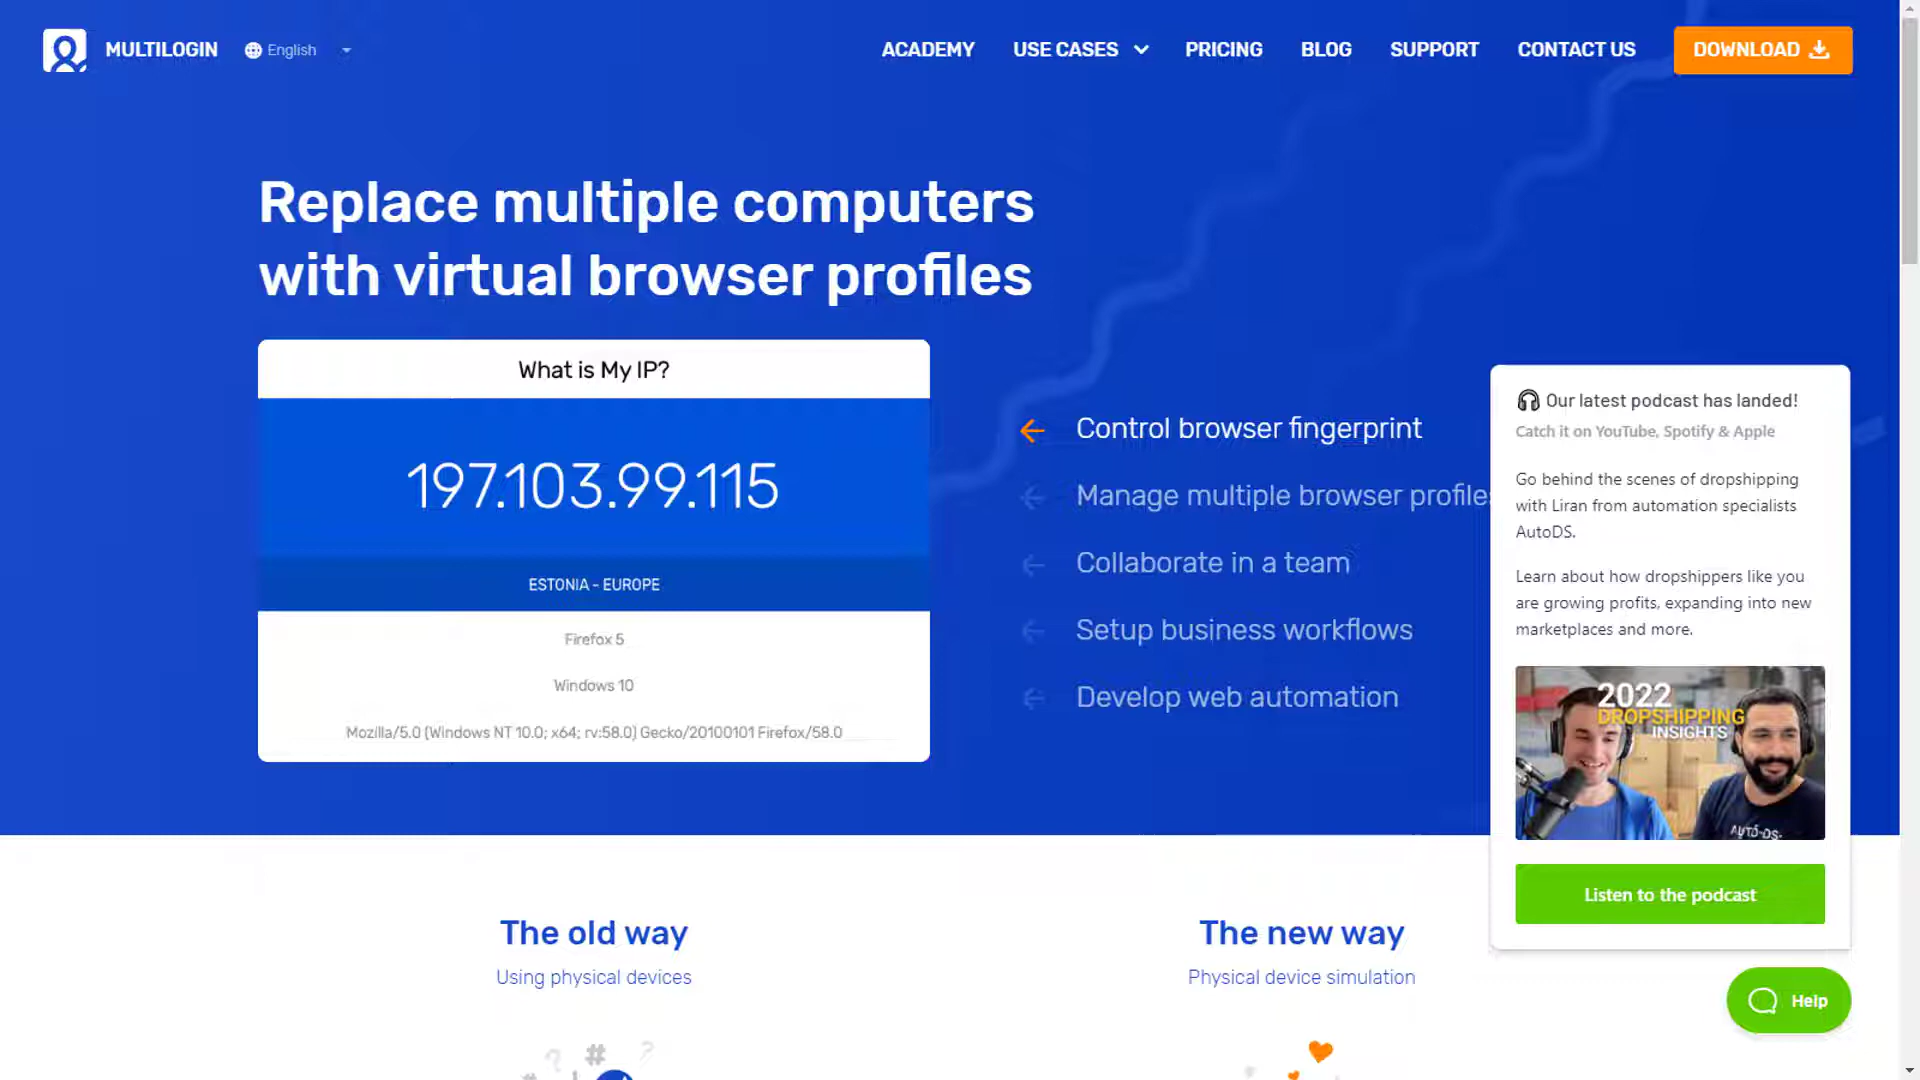 MULTILOGIN
English
ACADEMY
USE CASES
PRICING
BLOG
SUPPORT
CONTACT US
DOWNLOAD
Replace multiple computers
with virtual browser profiles
What is My IP?
197.103.99.115
ESTONIA - EUROPE
Firefox 5
Windows 10
Mozilla/5.0 (Windows NT 10.0; x64; rv:58.0) Gecko/20100101 Firefox/58.0
Control browser fingerprint
Manage multiple browser profiles
Collaborate in a team
Setup business workflows
Develop web automation
Our latest podcast has landed!
Catch it on YouTube, Spotify & Apple
Go behind the scenes of dropshipping
with Liran from automation specialists
AutoDS.
Learn about how dropshippers like you
are growing profits, expanding into new
marketplaces and more.
2022
DROPSHIPPING
INSIGHTS
AUTO-DS
Listen to the podcast
The old way
Using physical devices
The new way
Physical device simulation
Help